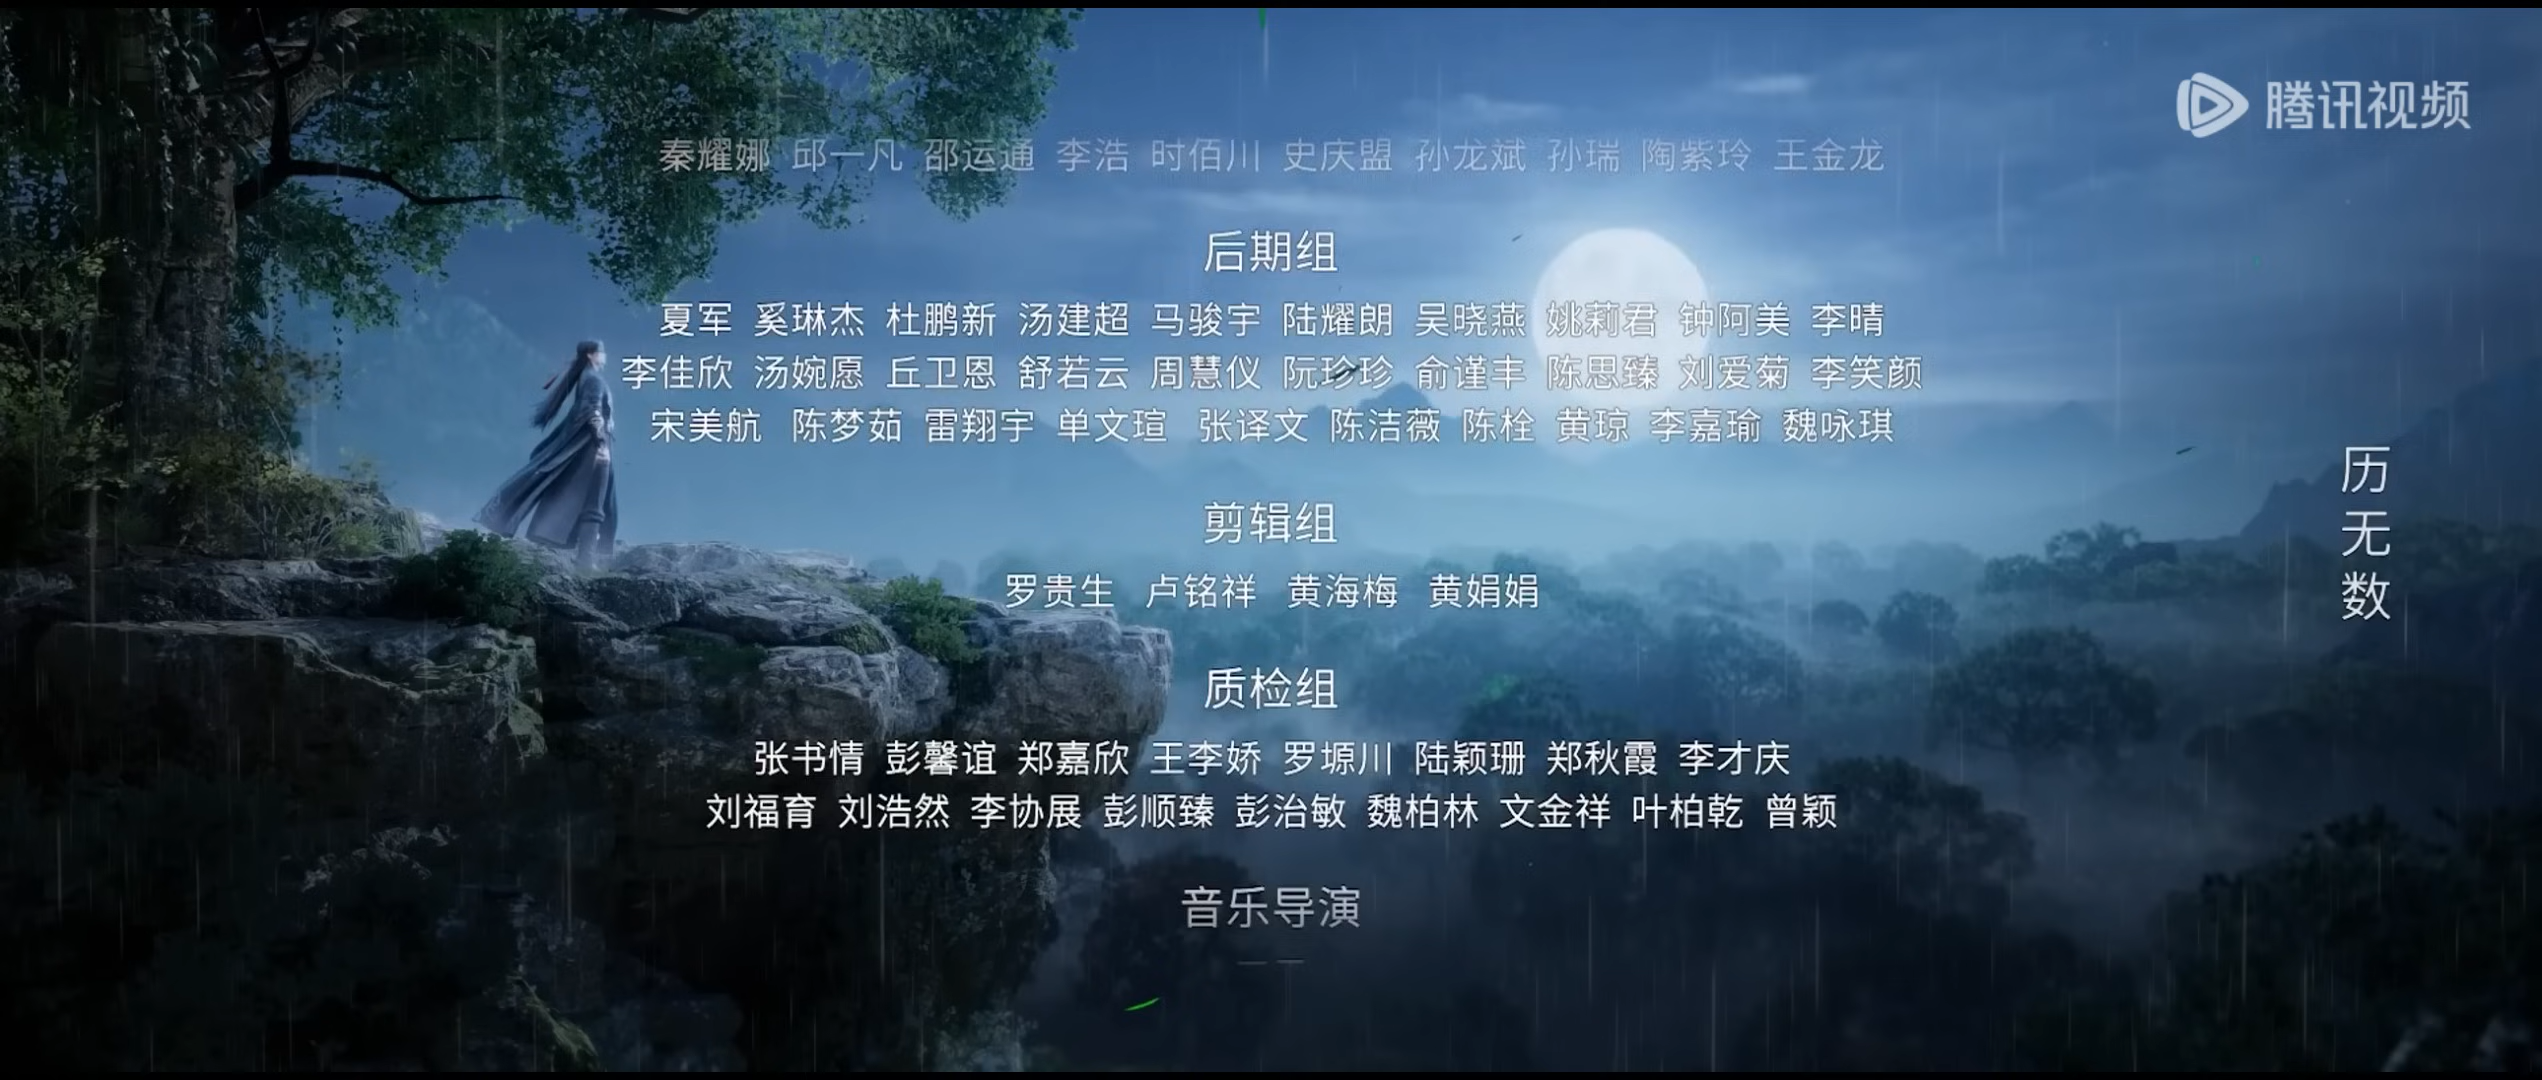 腾讯视频
秦耀娜 邱一凡 邵运通 李浩 时佰川 史庆盟 孙龙斌 孙瑞 陶紫玲 王金龙
后期组
夏军 奚琳杰 杜鹏新 汤建超 马骏宇 陆耀朗 吴晓燕 姚莉君 钟阿美 李晴
李佳欣 汤婉愿 丘卫恩 舒若云 周慧仪 阮珍珍 俞谨丰 陈思臻 刘爱菊 李笑颜
宋美航 陈梦茹 雷翔宇 单文瑄 张译文 陈洁薇 陈栓 黄琼 李嘉瑜 魏咏琪
剪辑组
罗贵生 卢铭祥 黄海梅 黄娟娟
质检组
张书情 彭馨谊 郑嘉欣 王李娇 罗塬川 陆颖珊 郑秋霞 李才庆
刘福育 刘浩然 李协展 彭顺臻 彭治敏 魏柏林 文金祥 叶柏乾 曾颖
音乐导演
历无数